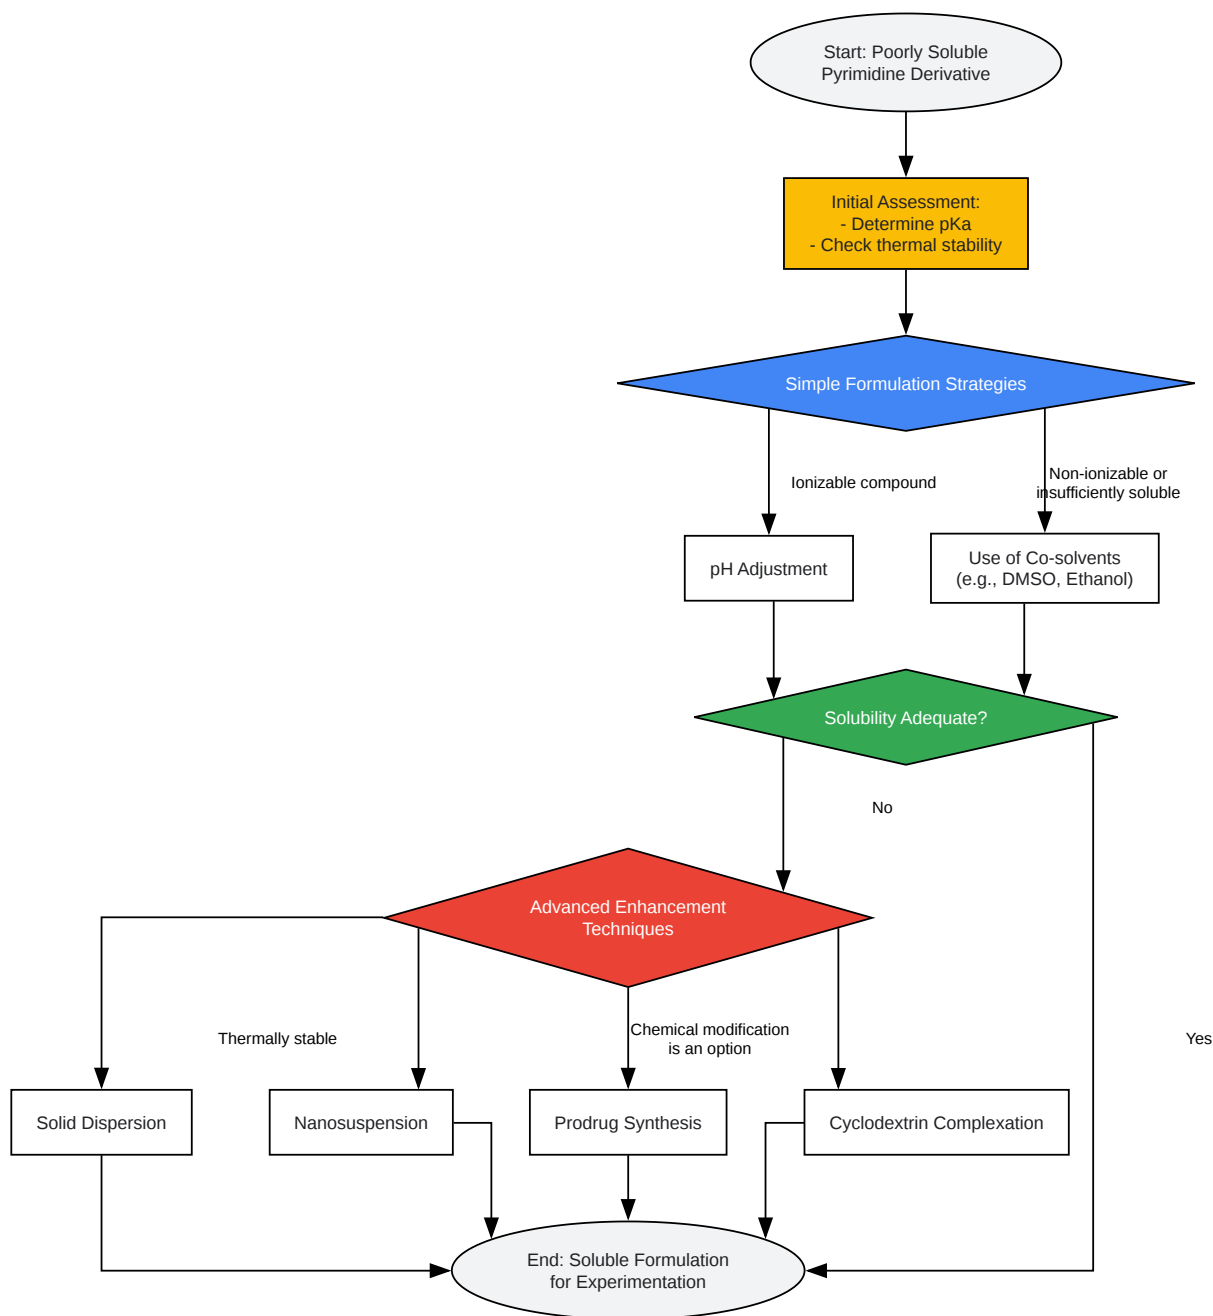 Start: Poorly Soluble
Pyrimidine Derivative
Initial Assessment:
- Determine pKa
- Check thermal stability
Simple Formulation Strategies
Ionizable compound
Non-ionizable or
insufficiently soluble
pH Adjustment
Use of Co-solvents
(e.g., DMSO, Ethanol)
Solubility Adequate?
No
Advanced Enhancement
Techniques
Thermally stable
Chemical modification
is an option
Yes
Solid Dispersion
Nanosuspension
Prodrug Synthesis
Cyclodextrin Complexation
End: Soluble Formulation
for Experimentation